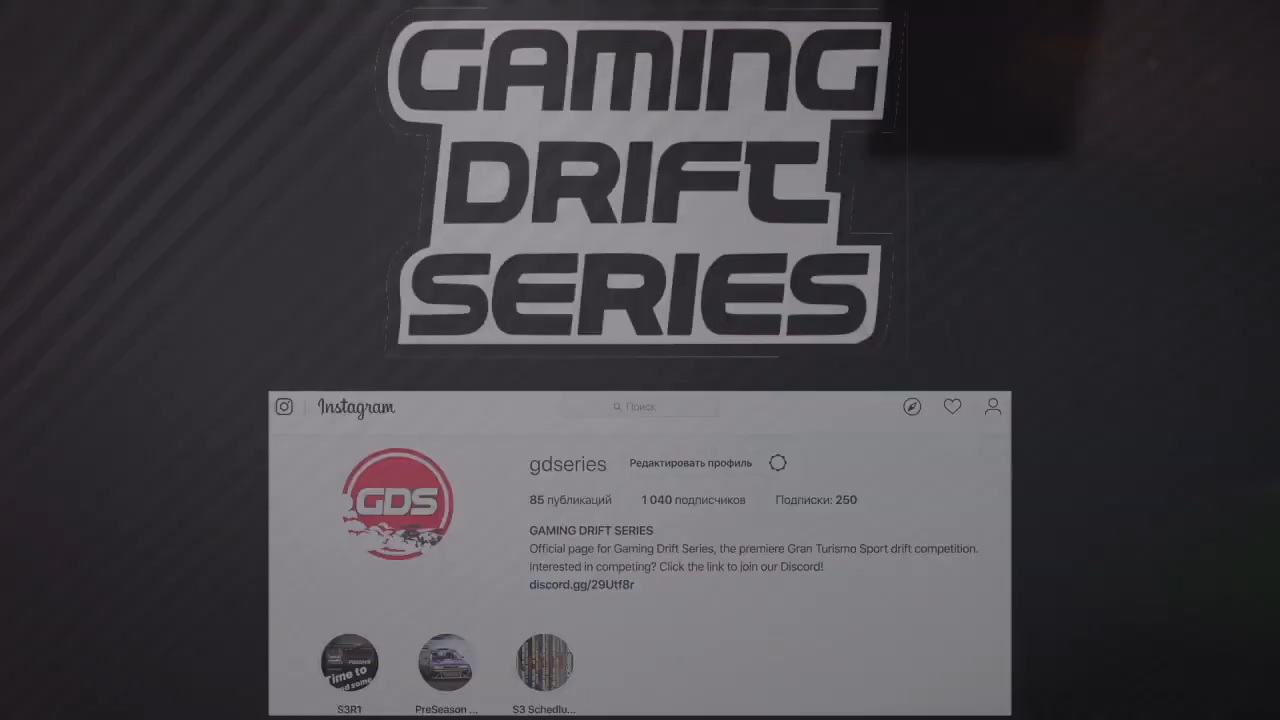 GAMING
DRIFT
SERIES
Instagram
Поиск
GDS
gdseries
Редактировать профиль
85 публикаций 1 040 подписчиков Подписки: 250
GAMING DRIFT SERIES
Official page for Gaming Drift Series, the premiere Gran Turismo Sport drift competition.
Interested in competing? Click the link to join our Discord!
discord.gg/29Utf8r
Time to
S3R1
PreSeason ...
S3 Schedlu...